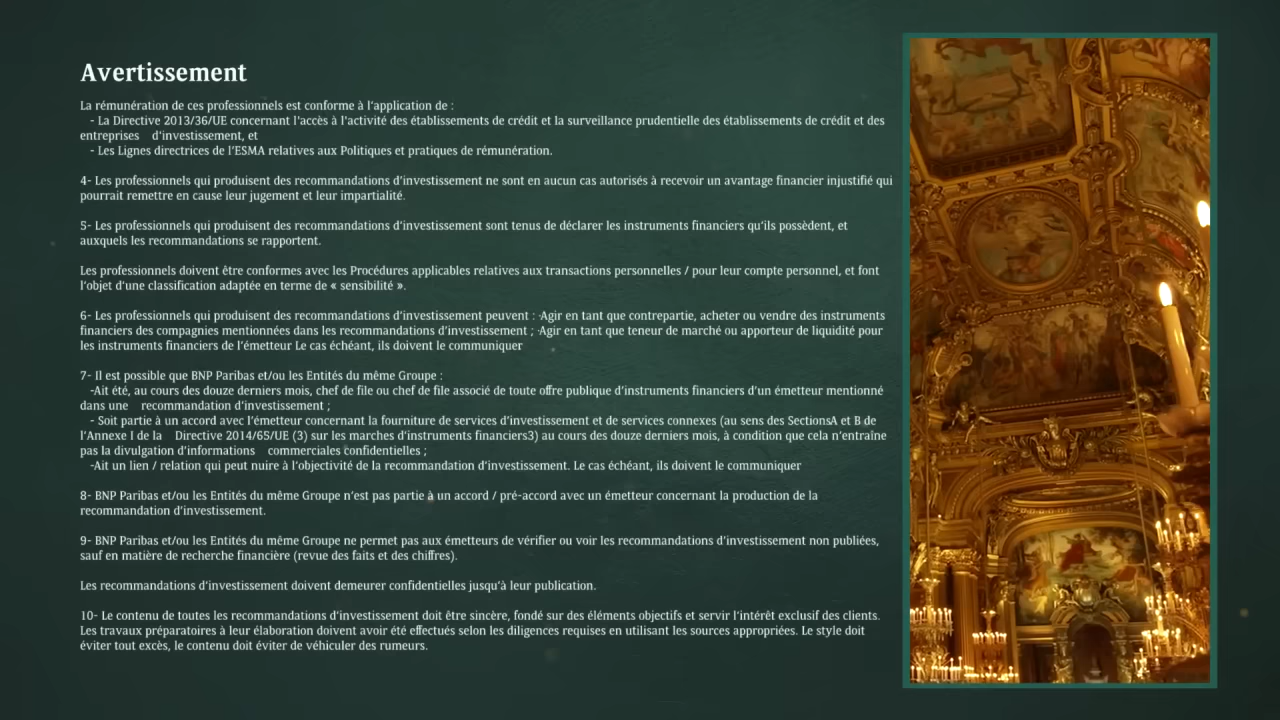 Avertissement
La rémunération de ces professionnels est conforme à l'application de :
- La Directive 2013/36/UE concernant l'accès à l'activité des établissements de crédit et la surveillance prudentielle des établissements de crédit et des
entreprises d'investissement, et
- Les Lignes directrices de l'ESMA relatives aux Politiques et pratiques de rémunération.
4- Les professionnels qui produisent des recommandations d'investissement ne sont en aucun cas autorisés à recevoir un avantage financier injustifié qui
pourrait remettre en cause leur jugement et leur impartialité.
5- Les professionnels qui produisent des recommandations d'investissement sont tenus de déclarer les instruments financiers qu'ils possèdent, et
auxquels les recommandations se rapportent.
Les professionnels doivent être conformes avec les Procédures applicables relatives aux transactions personnelles / pour leur compte personnel, et font
l'objet d'une classification adaptée en terme de « sensibilité ».
6- Les professionnels qui produisent des recommandations d'investissement peuvent : ·Agir en tant que contrepartie, acheter ou vendre des instruments
financiers des compagnies mentionnées dans les recommandations d'investissement ; ·Agir en tant que teneur de marché ou apporteur de liquidité pour
les instruments financiers de l'émetteur Le cas échéant, ils doivent le communiquer
7- Il est possible que BNP Paribas et/ou les Entités du même Groupe :
-Ait été, au cours des douze derniers mois, chef de file ou chef de file associé de toute offre publique d'instruments financiers d'un émetteur mentionné
dans une recommandation d'investissement ;
- Soit partie à un accord avec l'émetteur concernant la fourniture de services d'investissement et de services connexes (au sens des SectionsA et B de
l'Annexe I de la Directive 2014/65/UE (3) sur les marches d'instruments financiers3) au cours des douze derniers mois, à condition que cela n'entraîne
pas la divulgation d'informations commerciales confidentielles ;
-Ait un lien / relation qui peut nuire à l'objectivité de la recommandation d'investissement. Le cas échéant, ils doivent le communiquer
8- BNP Paribas et/ou les Entités du même Groupe n'est pas partie à un accord / pré-accord avec un émetteur concernant la production de la
recommandation d'investissement.
9- BNP Paribas et/ou les Entités du même Groupe ne permet pas aux émetteurs de vérifier ou voir les recommandations d'investissement non publiées,
sauf en matière de recherche financière (revue des faits et des chiffres).
Les recommandations d'investissement doivent demeurer confidentielles jusqu'à leur publication.
10- Le contenu de toutes les recommandations d'investissement doit être sincère, fondé sur des éléments objectifs et servir l'intérêt exclusif des clients.
Les travaux préparatoires à leur élaboration doivent avoir été effectués selon les diligences requises en utilisant les sources appropriées. Le style doit
éviter tout excès, le contenu doit éviter de véhiculer des rumeurs.